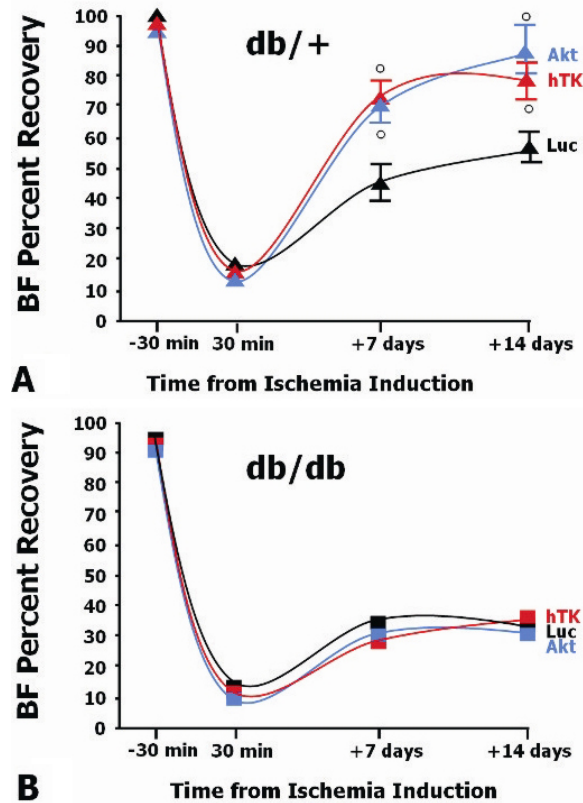 db/+
BF Percent Recovery
100
90
80
70
60
50
40
30
20
10
0
Akt
hTK
Luc
-30 min
30 min
+7 days
+14 days
A
Time from Ischemia Induction
db/db
BF Percent Recovery
100
90
80
70
60
50
40
30
20
10
0
hTK
Luc
Akt
-30 min
30 min
+7 days
+14 days
B
Time from Ischemia Induction